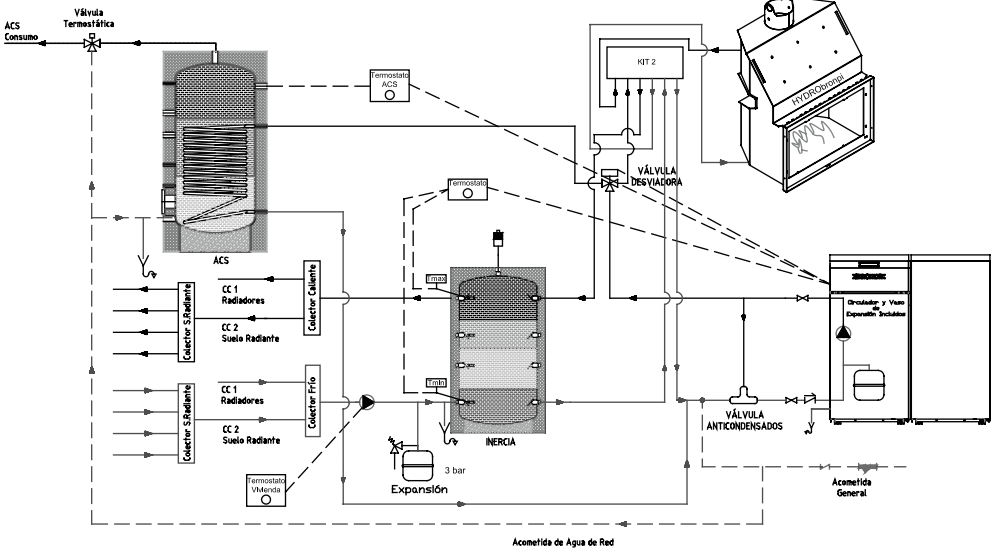 Válvula
Termostática
ACS
Consumo
Termostato
ACS
KIT 2
HYDRObronpi
VÁLVULA
DESVIADORA
Termostato
ACS
CC 1
Radiadores
CC 2
Suelo Radiante
Colector S.Radiante
Colector Caliente
Tmax
Circulador y Vaso
de
Expansión Incluidos
CC 1
Radiadores
CC 2
Suelo Radiante
Colector S.Radiante
Colector Frío
Tmin
INERCIA
VÁLVULA
ANTICONDENSADOS
Termostato
Vivienda
3 bar
Expansión
Acometida
General
Acometida de Agua de Red